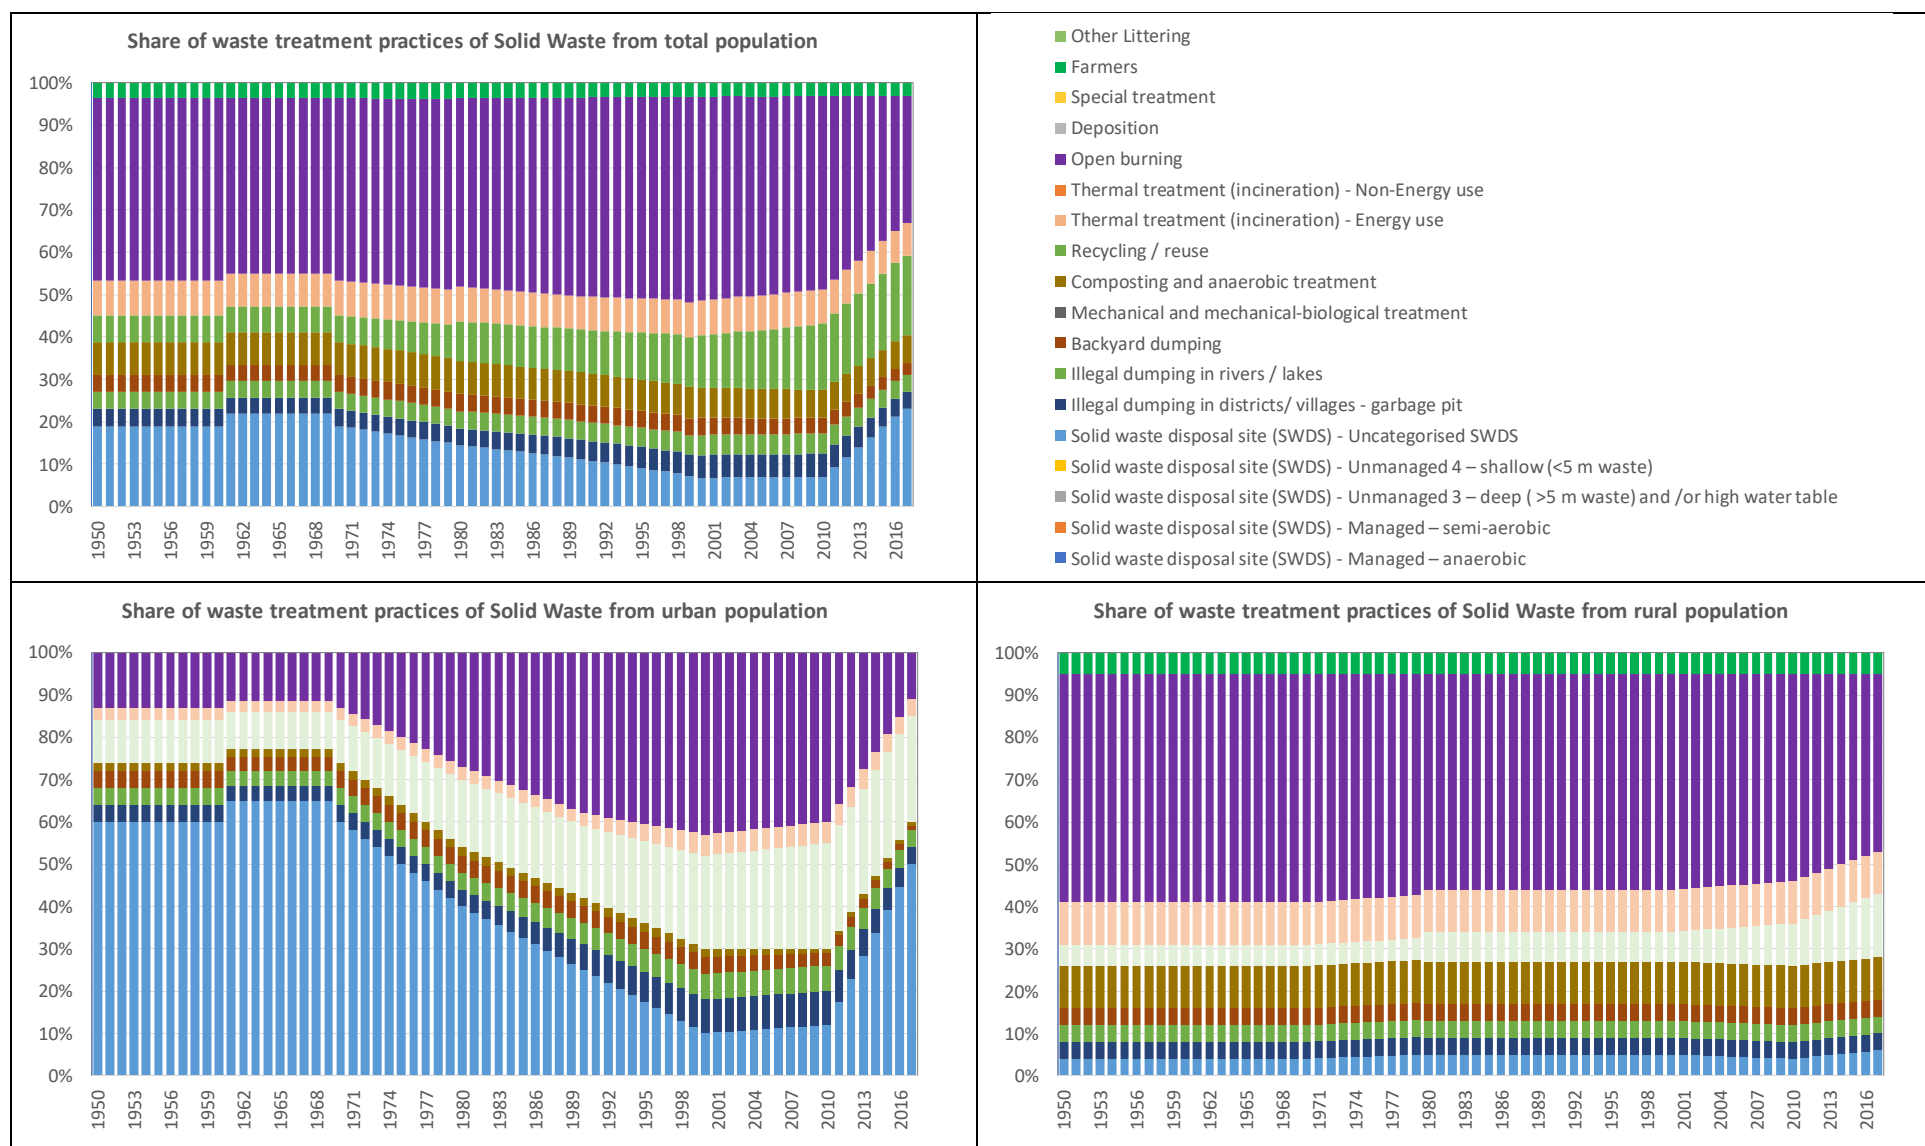 Share of waste treatment practices of Solid Waste from total population
100%
90%
80%
70%
60%
50%
40%
30%
20%
10%
0%
1950 1953 1956 1959 1962 1965 1968 1971 1974 1977 1980 1983 1986 1989 1992 1995 1998 2001 2004 2007 2010 2013 2016
Other Littering
Farmers
Special treatment
Deposition
Open burning
Thermal treatment (incineration) - Non-Energy use
Thermal treatment (incineration) - Energy use
Recycling / reuse
Composting and anaerobic treatment
Mechanical and mechanical-biological treatment
Backyard dumping
Illegal dumping in rivers / lakes
Illegal dumping in districts/ villages - garbage pit
Solid waste disposal site (SWDS) - Uncategorised SWDS
Solid waste disposal site (SWDS) - Unmanaged 4 – shallow (<5 m waste)
Solid waste disposal site (SWDS) - Unmanaged 3 – deep ( >5 m waste) and /or high water table
Solid waste disposal site (SWDS) - Managed – semi-aerobic
Solid waste disposal site (SWDS) - Managed – anaerobic
Share of waste treatment practices of Solid Waste from urban population
100%
90%
80%
70%
60%
50%
40%
30%
20%
10%
0%
1950 1953 1956 1959 1962 1965 1968 1971 1974 1977 1980 1983 1986 1989 1992 1995 1998 2001 2004 2007 2010 2013 2016
Share of waste treatment practices of Solid Waste from rural population
100%
90%
80%
70%
60%
50%
40%
30%
20%
10%
0%
1950 1953 1956 1959 1962 1965 1968 1971 1974 1977 1980 1983 1986 1989 1992 1995 1998 2001 2004 2007 2010 2013 2016